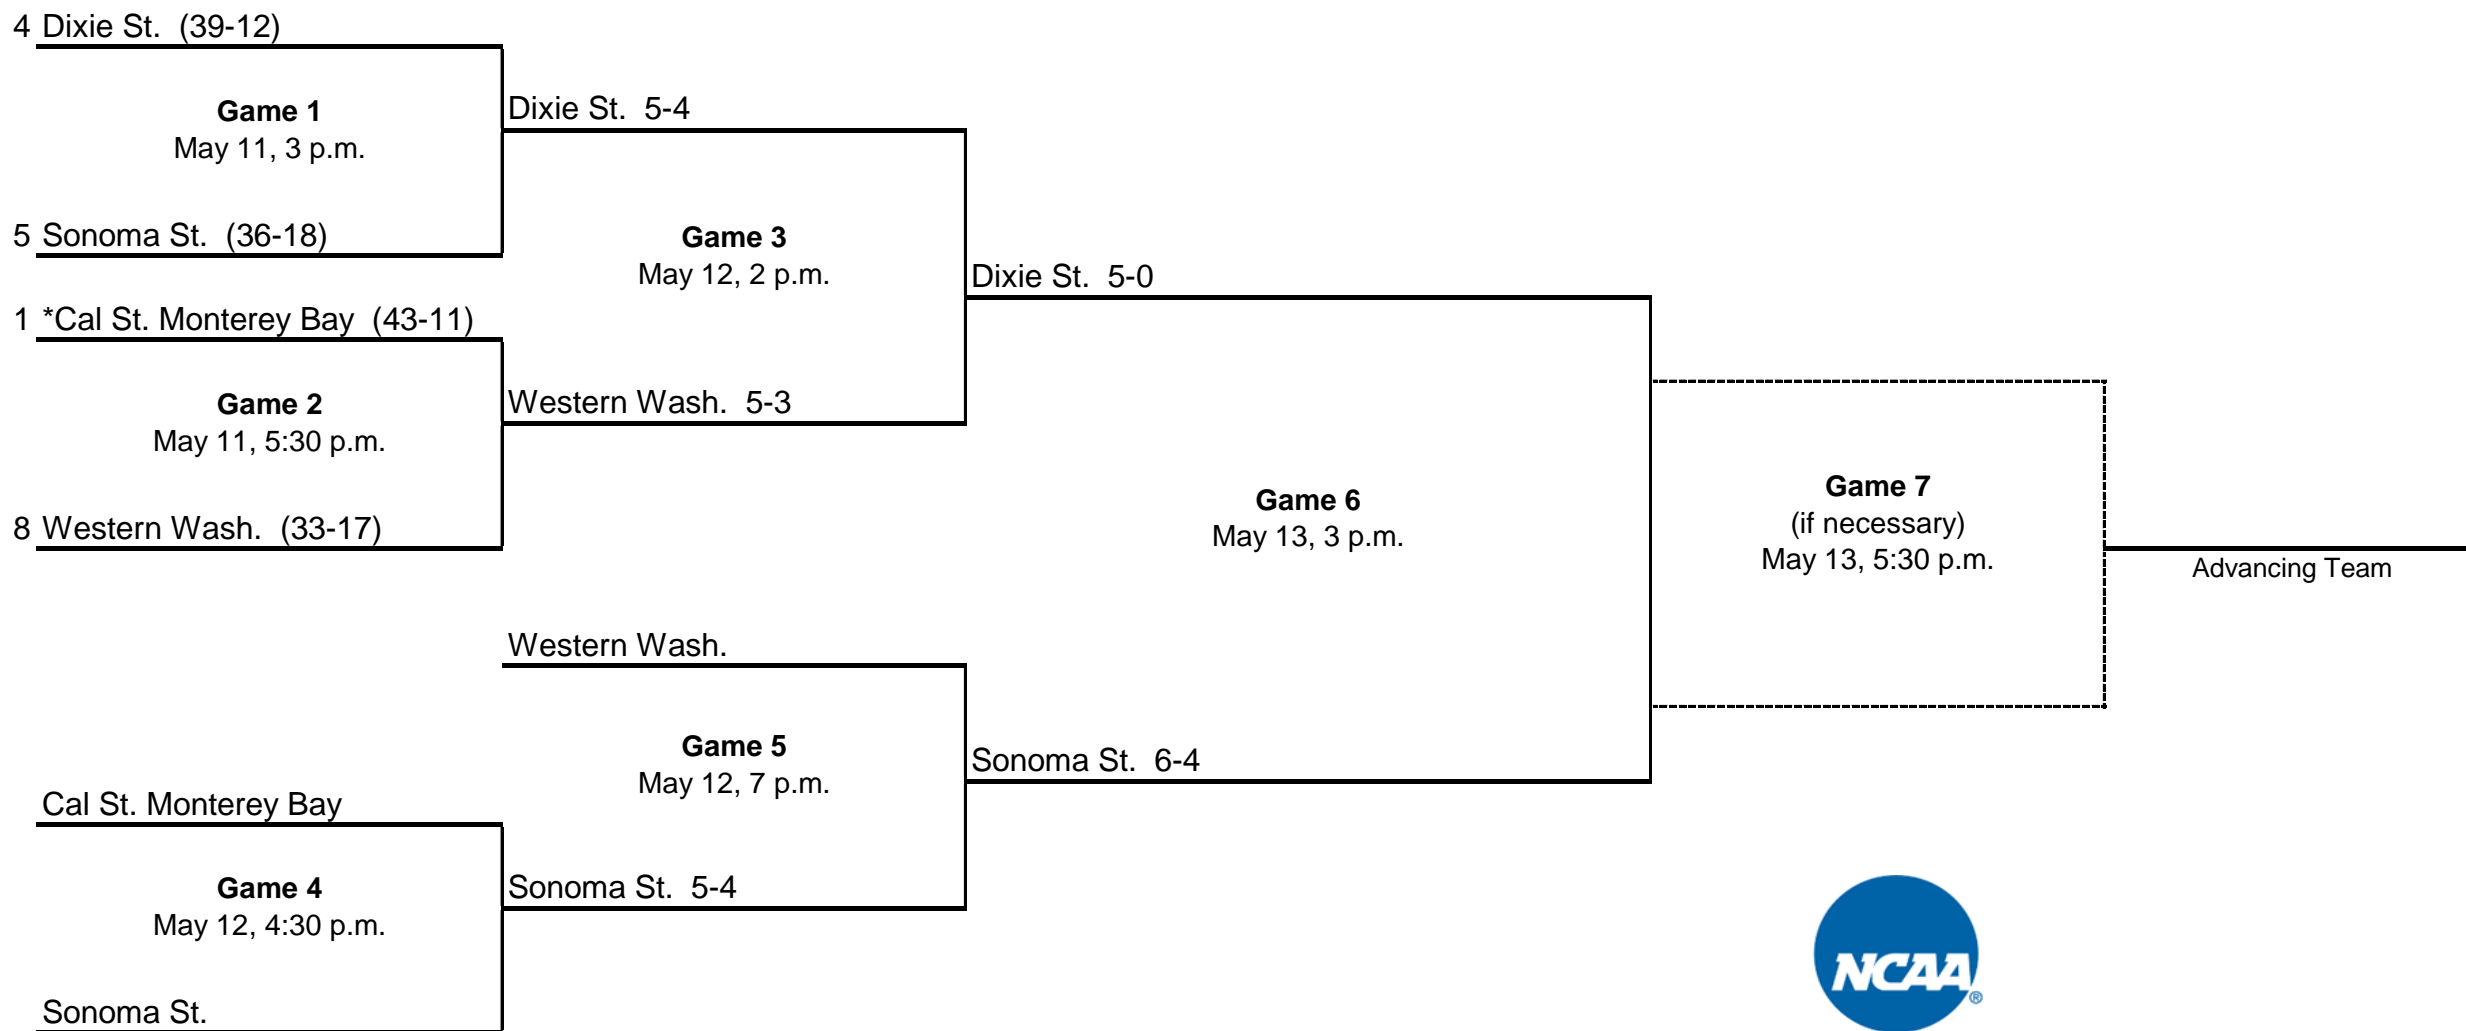 4 Dixie St. (39-12)
Game 1
May 11, 3 p.m.
5 Sonoma St. (36-18)
Dixie St. 5-4
1 *Cal St. Monterey Bay (43-11)
Game 2
May 11, 5:30 p.m.
8 Western Wash. (33-17)
Western Wash. 5-3
Game 3
May 12, 2 p.m.
Dixie St. 5-0
Western Wash.
Game 5
May 12, 7 p.m.
Cal St. Monterey Bay
Game 4
May 12, 4:30 p.m.
Sonoma St.
Sonoma St. 5-4
Sonoma St. 6-4
Game 6
May 13, 3 p.m.
Game 7
(if necessary)
May 13, 5:30 p.m.
Advancing Team
NCAA®